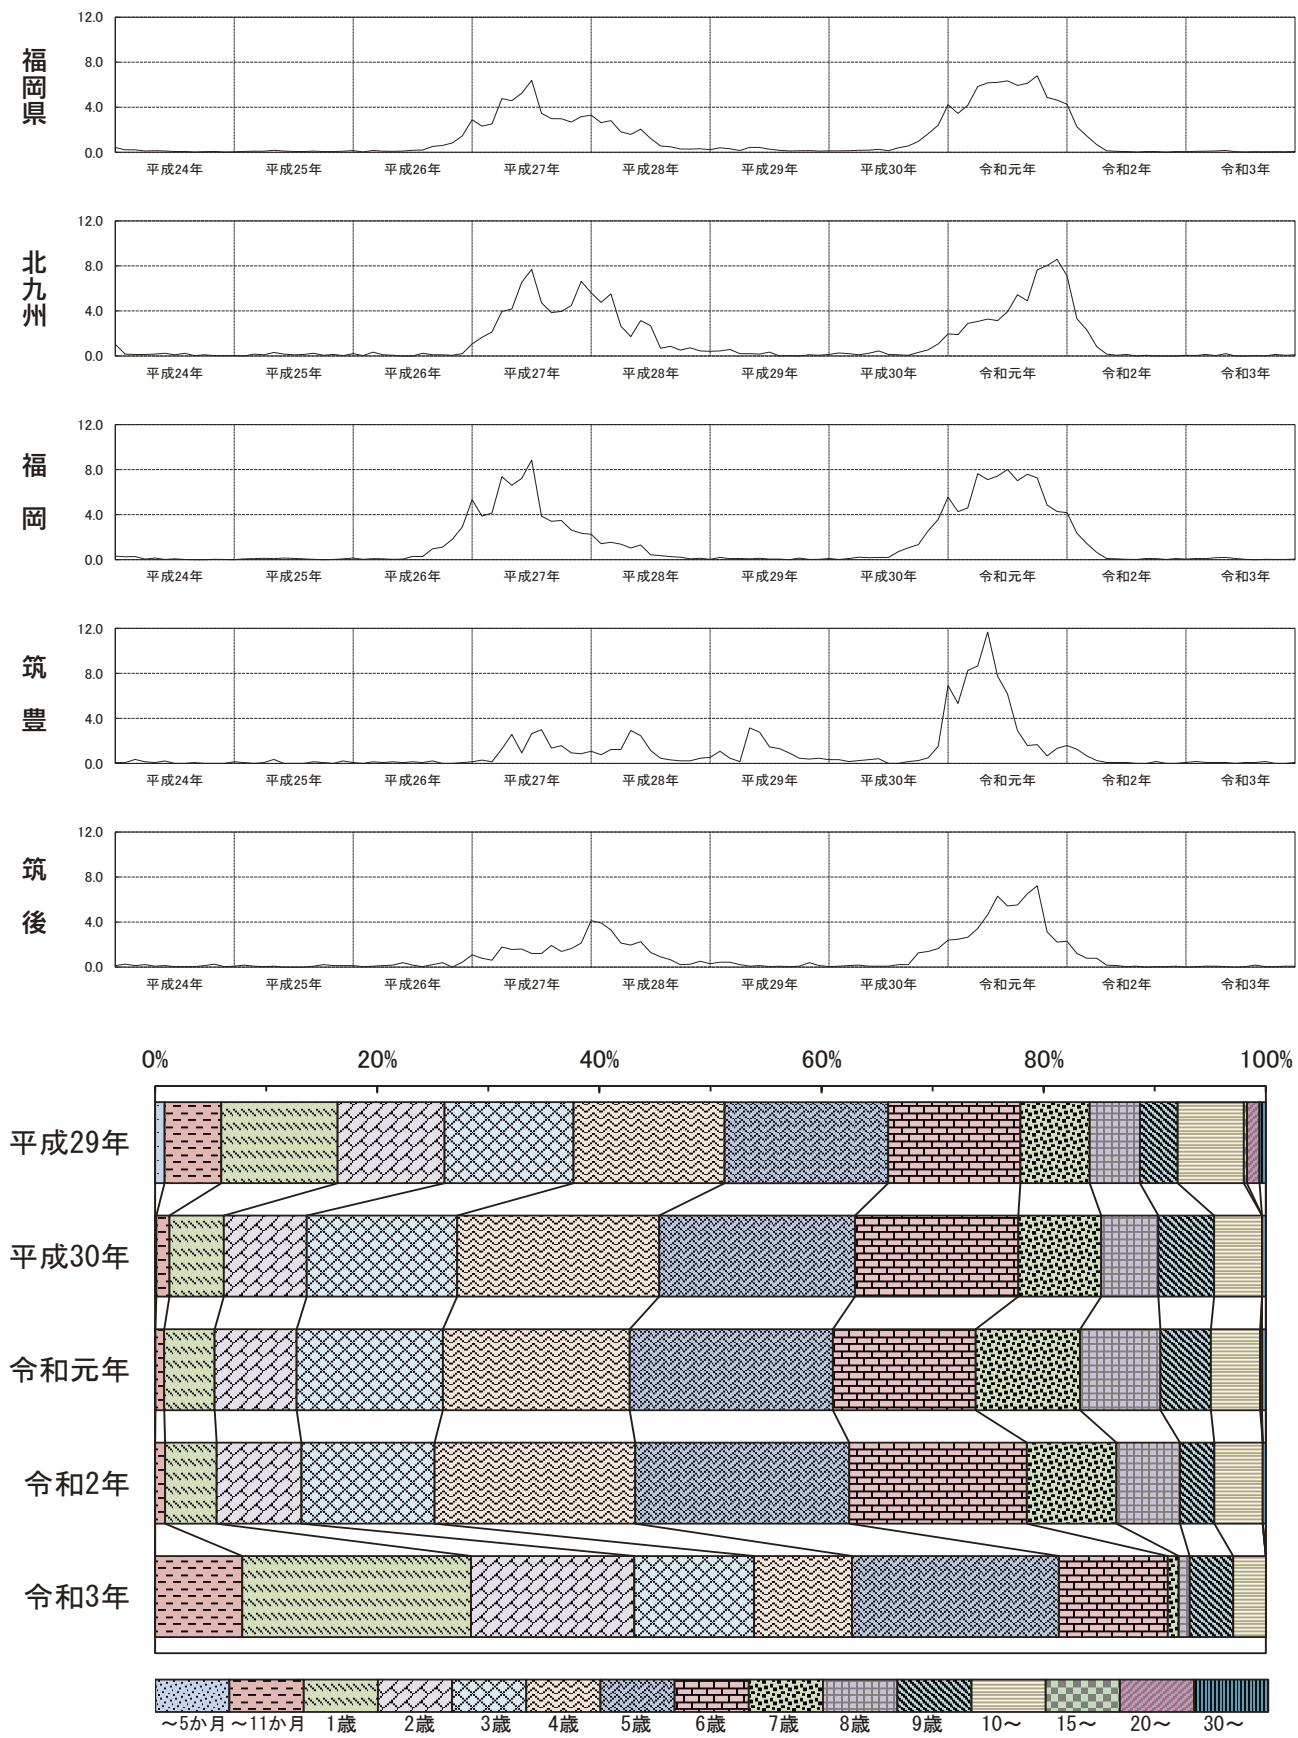 福岡県
12.0
8.0
4.0
0.0
平成24年 平成25年 平成26年 平成27年 平成28年 平成29年 平成30年 令和元年 令和2年 令和3年
北九州
12.0
8.0
4.0
0.0
平成24年 平成25年 平成26年 平成27年 平成28年 平成29年 平成30年 令和元年 令和2年 令和3年
福岡
12.0
8.0
4.0
0.0
平成24年 平成25年 平成26年 平成27年 平成28年 平成29年 平成30年 令和元年 令和2年 令和3年
筑豊
12.0
8.0
4.0
0.0
平成24年 平成25年 平成26年 平成27年 平成28年 平成29年 平成30年 令和元年 令和2年 令和3年
筑後
12.0
8.0
4.0
0.0
平成24年 平成25年 平成26年 平成27年 平成28年 平成29年 平成30年 令和元年 令和2年 令和3年
0% 20% 40% 60% 80% 100%
平成29年
平成30年
令和元年
令和2年
令和3年
～5か月 ～11か月 1歳 2歳 3歳 4歳 5歳 6歳 7歳 8歳 9歳 10～ 15～ 20～ 30～